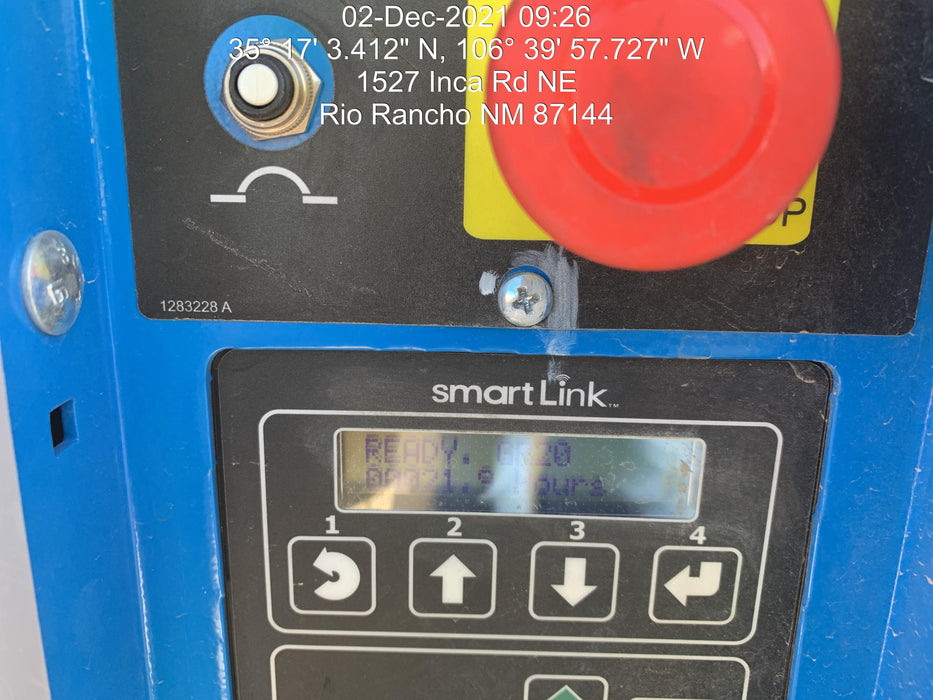 02-Dec-2021 09:26
35° 17' 3.412" N, 106° 39' 57.727" W
1527 Inca Rd NE
Rio Rancho NM 87144
P
1283228 A
smartLink™
READY.
1 2 3 4